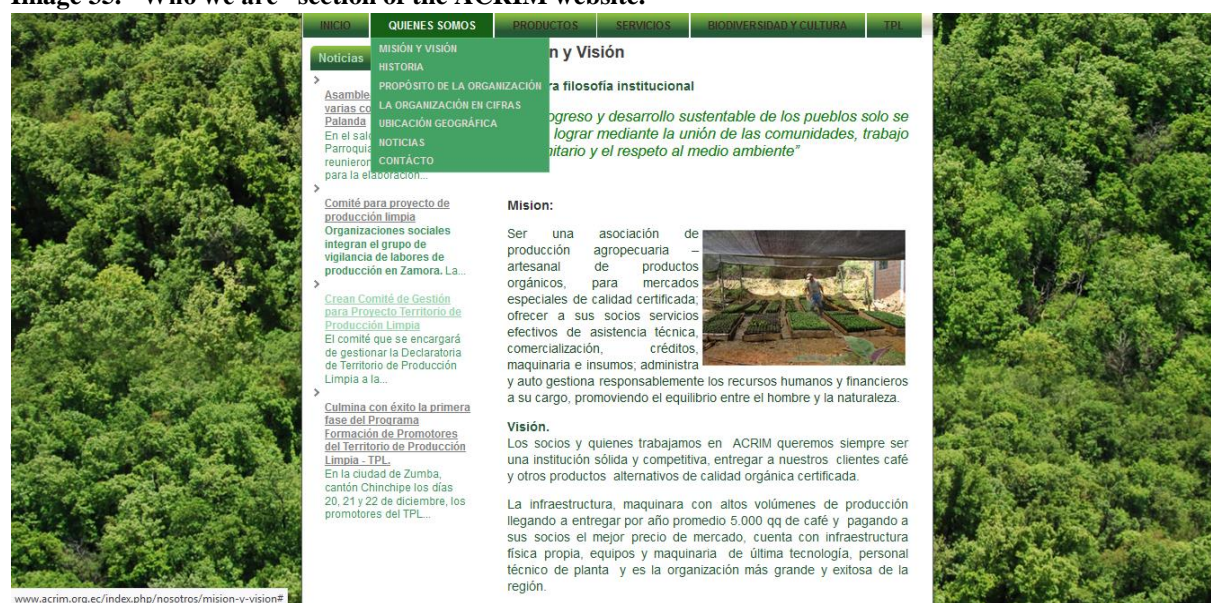 Image 35. "Who we are" section of the ACRIM website.
INICIO QUIENES SOMOS PRODUCTOS SERVICIOS BIODIVERSIDAD Y CULTURA TPL
MISIÓN Y VISIÓN
HISTORIA
PROPÓSITO DE LA ORGANIZACIÓN
LA ORGANIZACIÓN EN CIFRAS
UBICACIÓN GEOGRÁFICA
NOTICIAS
CONTÁCTO
Noticias
Asamble
varias co
Palanda
En el sal
Parroquia
reunieron
para la elaboración...
Comité para proyecto de
producción limpia
Organizaciones sociales
integran el grupo de
vigilancia de labores de
producción en Zamora. La...
Crean Comité de Gestión
para Proyecto Territorio de
Producción Limpia
El comité que se encargará
de gestionar la Declaratoria
de Territorio de Producción
Limpia a la...
Culmina con éxito la primera
fase del Programa
Formación de Promotores
del Territorio de Producción
Limpia - TPL.
En la ciudad de Zumba,
cantón Chinchipe los días
20, 21 y 22 de diciembre, los
promotores del TPL...
n y Visión
ra filosofía institucional
ogreso y desarrollo sustentable de los pueblos solo se
lograr mediante la unión de las comunidades, trabajo
nitario y el respeto al medio ambiente”
Mision:
Ser una asociación de
producción agropecuaria –
artesanal de productos
orgánicos, para mercados
especiales de calidad certificada;
ofrecer a sus socios servicios
efectivos de asistencia técnica,
comercialización, créditos,
maquinaria e insumos; administra
y auto gestiona responsablemente los recursos humanos y financieros
a su cargo, promoviendo el equilibrio entre el hombre y la naturaleza.
Visión.
Los socios y quienes trabajamos en ACRIM queremos siempre ser
una institución sólida y competitiva, entregar a nuestros clientes café
y otros productos alternativos de calidad orgánica certificada.
La infraestructura, maquinara con altos volúmenes de producción
llegando a entregar por año promedio 5.000 qq de café y pagando a
sus socios el mejor precio de mercado, cuenta con infraestructura
física propia, equipos y maquinaria de última tecnología, personal
técnico de planta y es la organización más grande y exitosa de la
región.
www.acrim.org.ec/index.php/nosotros/mision-y-vision#